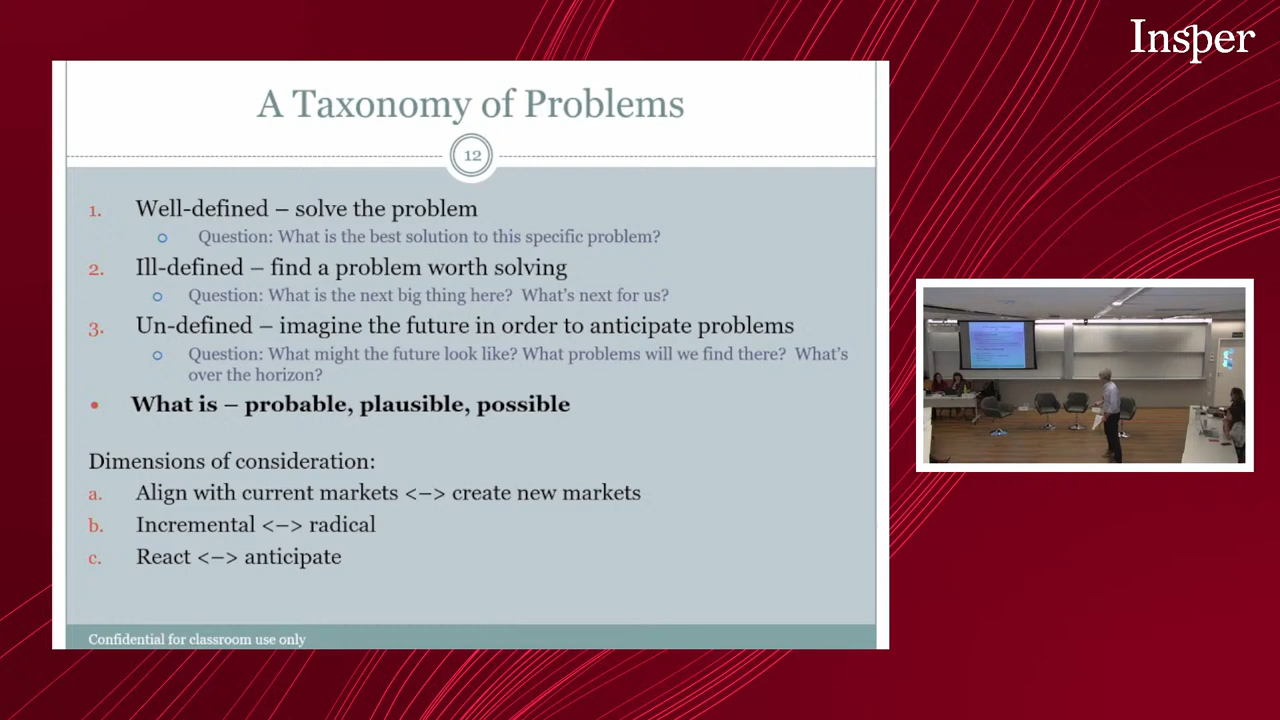 Insper
A Taxonomy of Problems
12
1. Well-defined – solve the problem
Question: What is the best solution to this specific problem?
2. Ill-defined – find a problem worth solving
Question: What is the next big thing here? What's next for us?
3. Un-defined – imagine the future in order to anticipate problems
Question: What might the future look like? What problems will we find there? What's
over the horizon?
• What is – probable, plausible, possible
Dimensions of consideration:
a. Align with current markets <–> create new markets
b. Incremental <–> radical
c. React <–> anticipate
Confidential for classroom use only